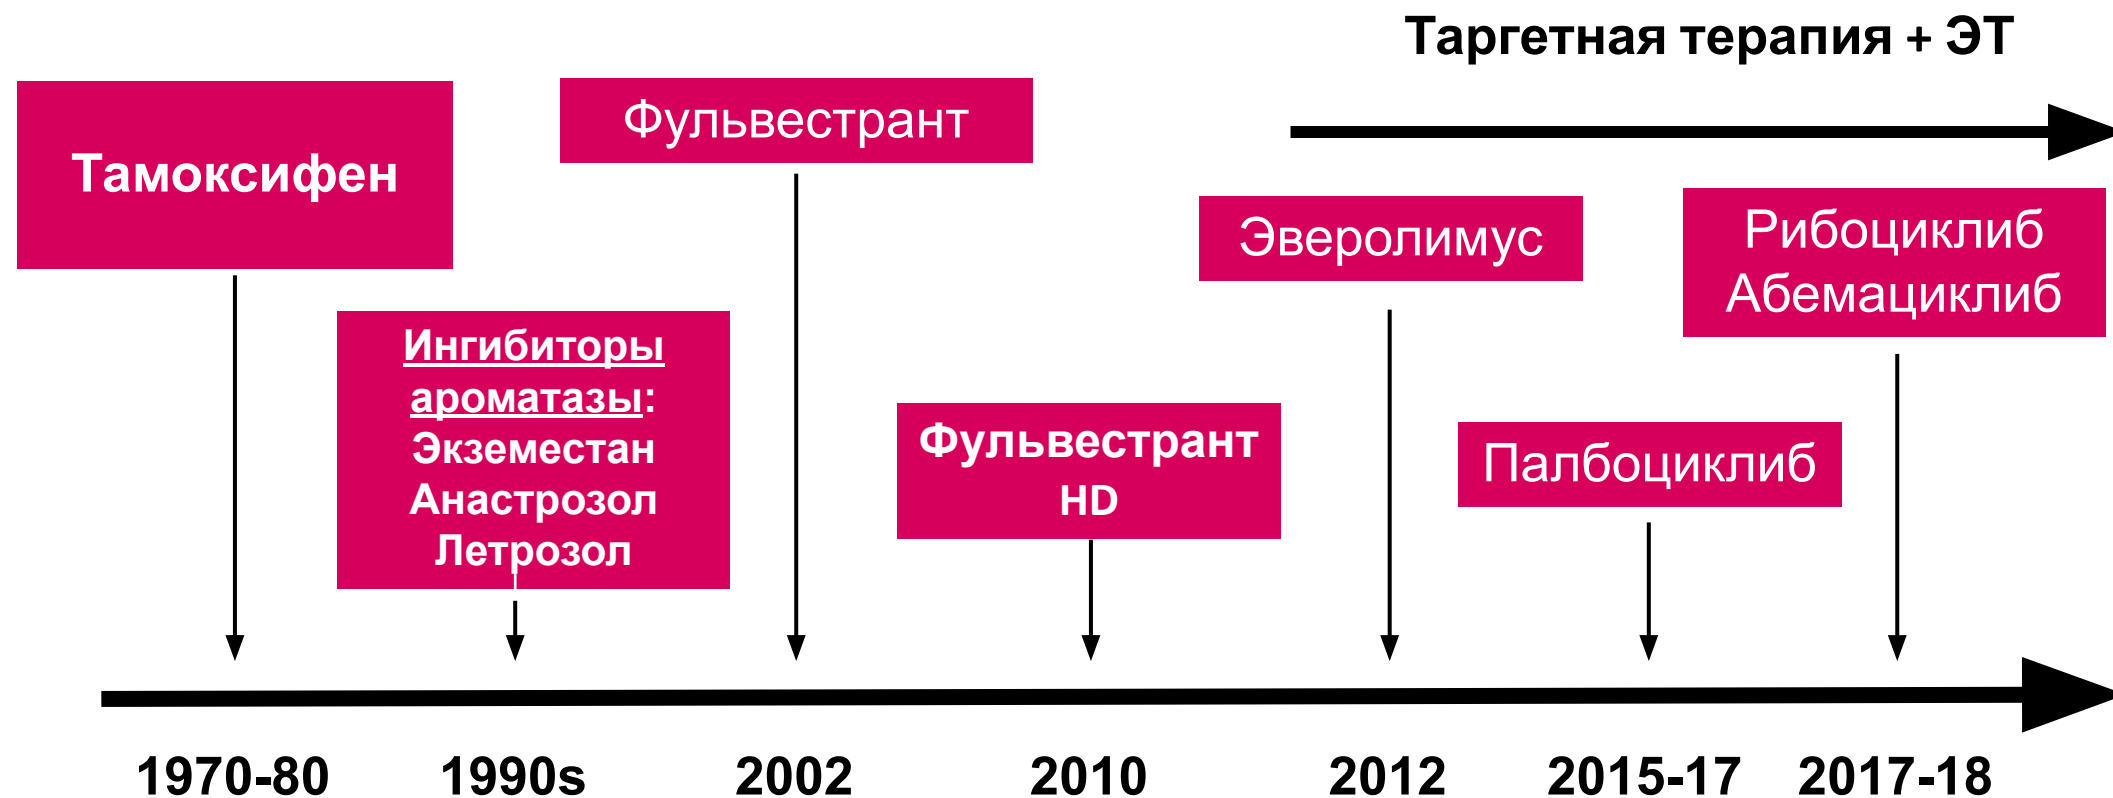 Таргетная терапия + ЭТ
Тамоксифен
Фульвестрант
Эверолимус
Рибоциклиб
Абемациклиб
Ингибиторы
ароматазы:
Экземестан
Анастрозол
Летрозол
Фульвестрант
HD
Палбоциклиб
1970-80
1990s
2002
2010
2012
2015-17
2017-18